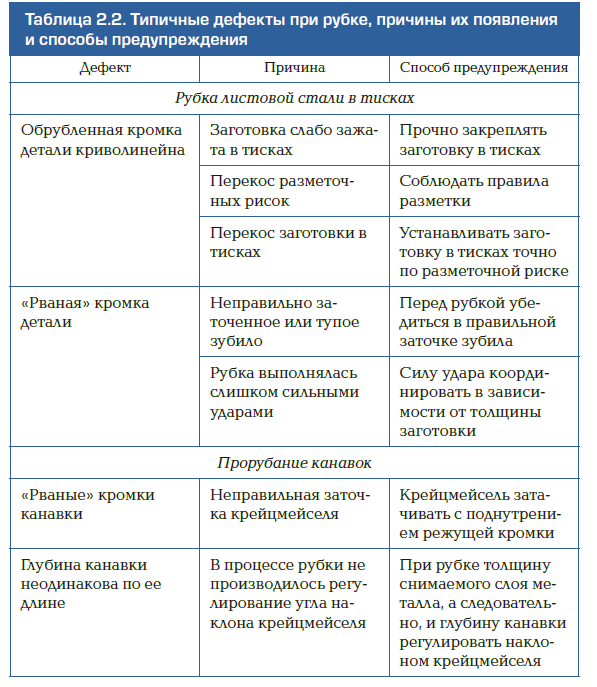 Таблица 2.2. Типичные дефекты при рубке, причины их появления
и способы предупреждения
Дефект
Причина
Способ предупреждения
Рубка листовой стали в тисках
Обрубленная кромка
детали криволинейна
Заготовка слабо зажа-
та в тисках
Прочно закреплять
заготовку в тисках
Перекос разметоч-
ных рисок
Соблюдать правила
разметки
Перекос заготовки в
тисках
Устанавливать заго-
товку в тисках точно
по разметочной риске
«Рваная» кромка
детали
Неправильно за-
точенное или тупое
зубило
Перед рубкой убе-
диться в правильной
заточке зубила
Рубка выполнялась
слишком сильными
ударами
Силу удара коорди-
нировать в зависи-
мости от толщины
заготовки
Прорубание канавок
«Рваные» кромки
канавки
Неправильная заточ-
ка крейцмейселя
Крейцмейсель зата-
чивать с поднутрени-
ем режущей кромки
Глубина канавки
неодинакова по ее
длине
В процессе рубки не
производилось регу-
лирование угла на-
клона крейцмейселя
При рубке толщину
снимаемого слоя ме-
талла, а следователь-
но, и глубину канавки
регулировать накло-
ном крейцмейселя